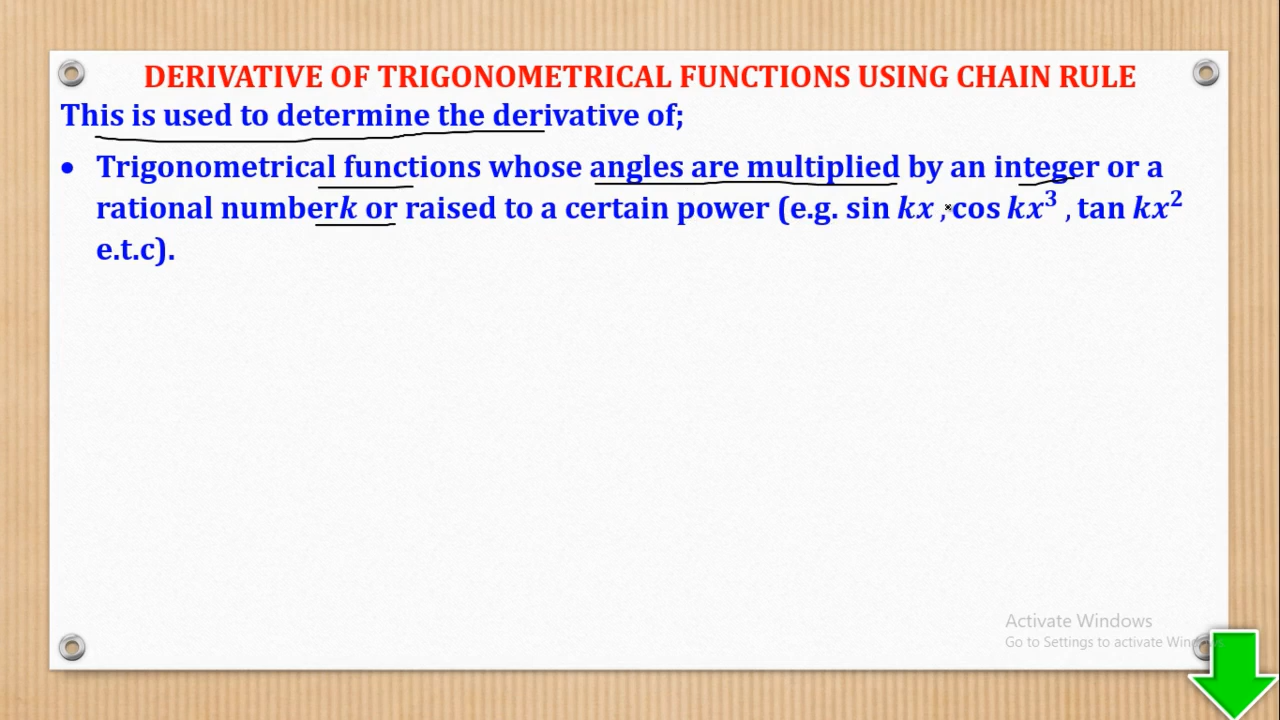 DERIVATIVE OF TRIGONOMETRICAL FUNCTIONS USING CHAIN RULE
This is used to determine the derivative of;
• Trigonometrical functions whose angles are multiplied by an integer or a
rational numberk or raised to a certain power (e.g. sin kx ,cos kx³ , tan kx²
e.t.c).
Activate Windows
Go to Settings to activate Windows